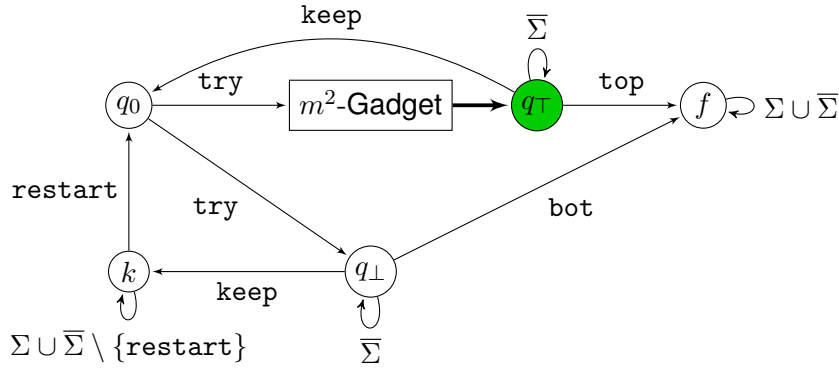 keep
Σ̅
q₀
try
m²-Gadget
q⊤
top
f
Σ ∪ Σ̅
restart
try
bot
k
keep
q⊥
Σ ∪ Σ̅ \ {restart}
Σ̅